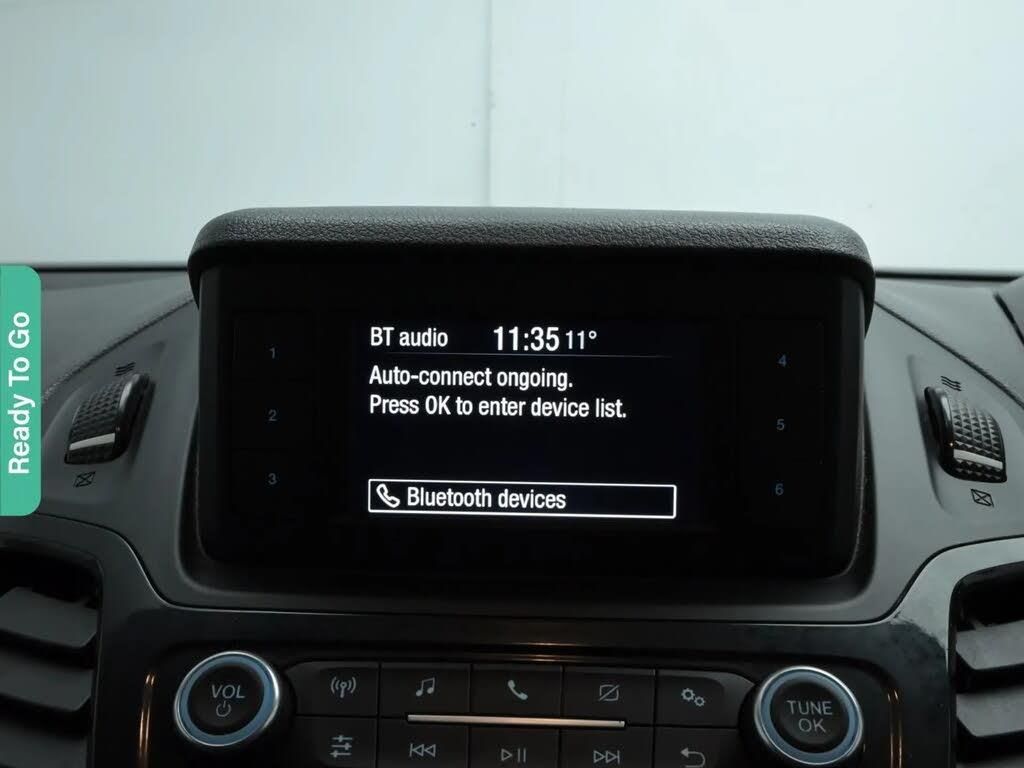 Ready To Go
BT audio 11:35 11°
Auto-connect ongoing.
Press OK to enter device list.
Bluetooth devices
1
2
3
4
5
6
VOL
TUNE
OK